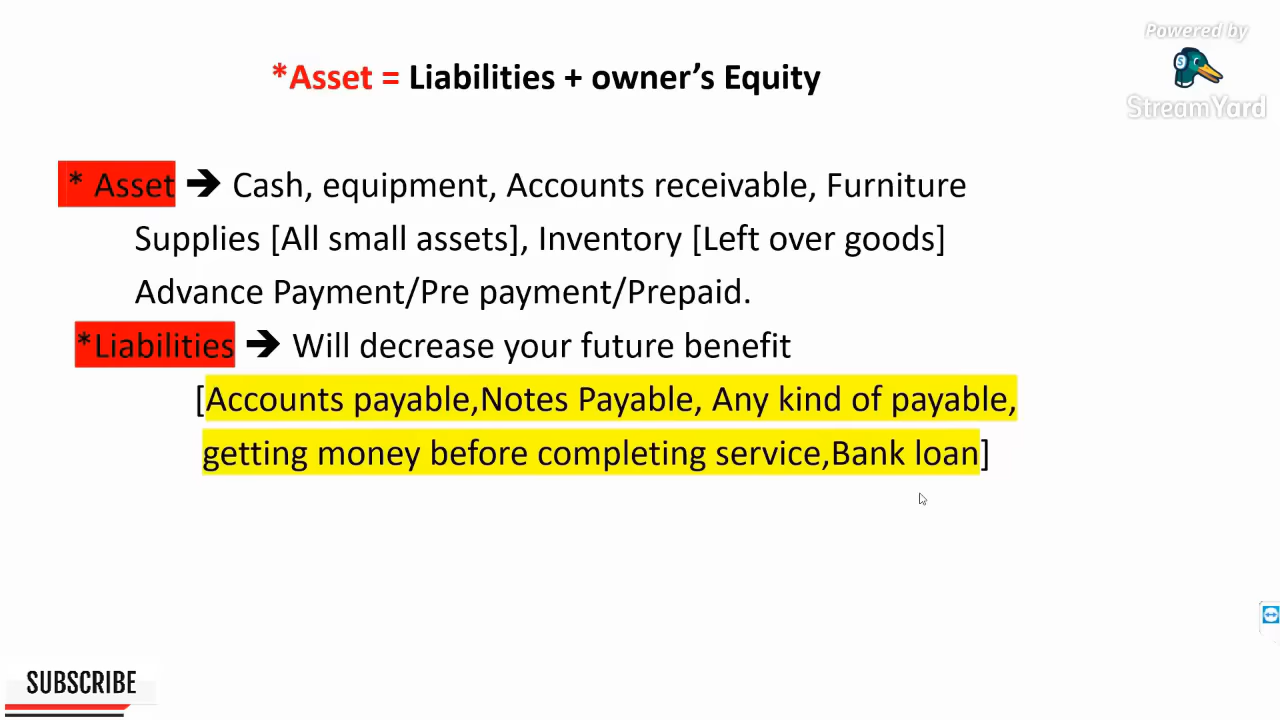 Powered by
StreamYard
*Asset = Liabilities + owner’s Equity
* Asset ➔ Cash, equipment, Accounts receivable, Furniture
Supplies [All small assets], Inventory [Left over goods]
Advance Payment/Pre payment/Prepaid.
*Liabilities ➔ Will decrease your future benefit
[Accounts payable,Notes Payable, Any kind of payable,
getting money before completing service,Bank loan]
SUBSCRIBE